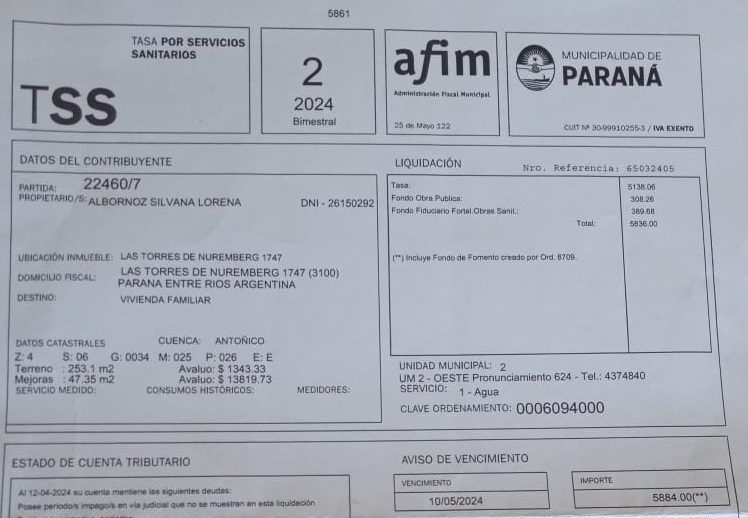 5861
TASA POR SERVICIOS
SANITARIOS
TSS
2
2024
Bimestral
afim
Administración Fiscal Municipal
25 de Mayo 122
MUNICIPALIDAD DE
PARANÁ
CUIT Nº 30-99910255-3 / IVA EXENTO
DATOS DEL CONTRIBUYENTE
PARTIDA: 22460/7
PROPIETARIO/S: ALBORNOZ SILVANA LORENA DNI - 26150292
UBICACIÓN INMUEBLE: LAS TORRES DE NUREMBERG 1747
DOMICILIO FISCAL: LAS TORRES DE NUREMBERG 1747 (3100)
PARANA ENTRE RIOS ARGENTINA
DESTINO: VIVIENDA FAMILIAR
DATOS CATASTRALES CUENCA: ANTOÑICO
Z: 4 S: 06 G: 0034 M: 025 P: 026 E: E
Terreno : 253.1 m2 Avaluo: $ 1343.33
Mejoras : 47.35 m2 Avaluo: $ 13819.73
SERVICIO MEDIDO: CONSUMOS HISTÓRICOS: MEDIDORES:
LIQUIDACIÓN Nro. Referencia: 65032405
Tasa: 5138.06
Fondo Obra Publica: 308.26
Fondo Fiduciario Fortal.Obras Sanit.: 389.68
Total: 5836.00
(**) Incluye Fondo de Fomento creado por Ord. 8709.
UNIDAD MUNICIPAL: 2
UM 2 - OESTE Pronunciamiento 624 - Tel.: 4374840
SERVICIO: 1 - Agua
CLAVE ORDENAMIENTO: 0006094000
ESTADO DE CUENTA TRIBUTARIO
Al 12-04-2024 su cuenta mantiene las siguientes deudas:
Posee periodo/s impago/s en vía judicial que no se muestran en esta liquidación
AVISO DE VENCIMIENTO
VENCIMIENTO
10/05/2024
IMPORTE
5884.00(**)